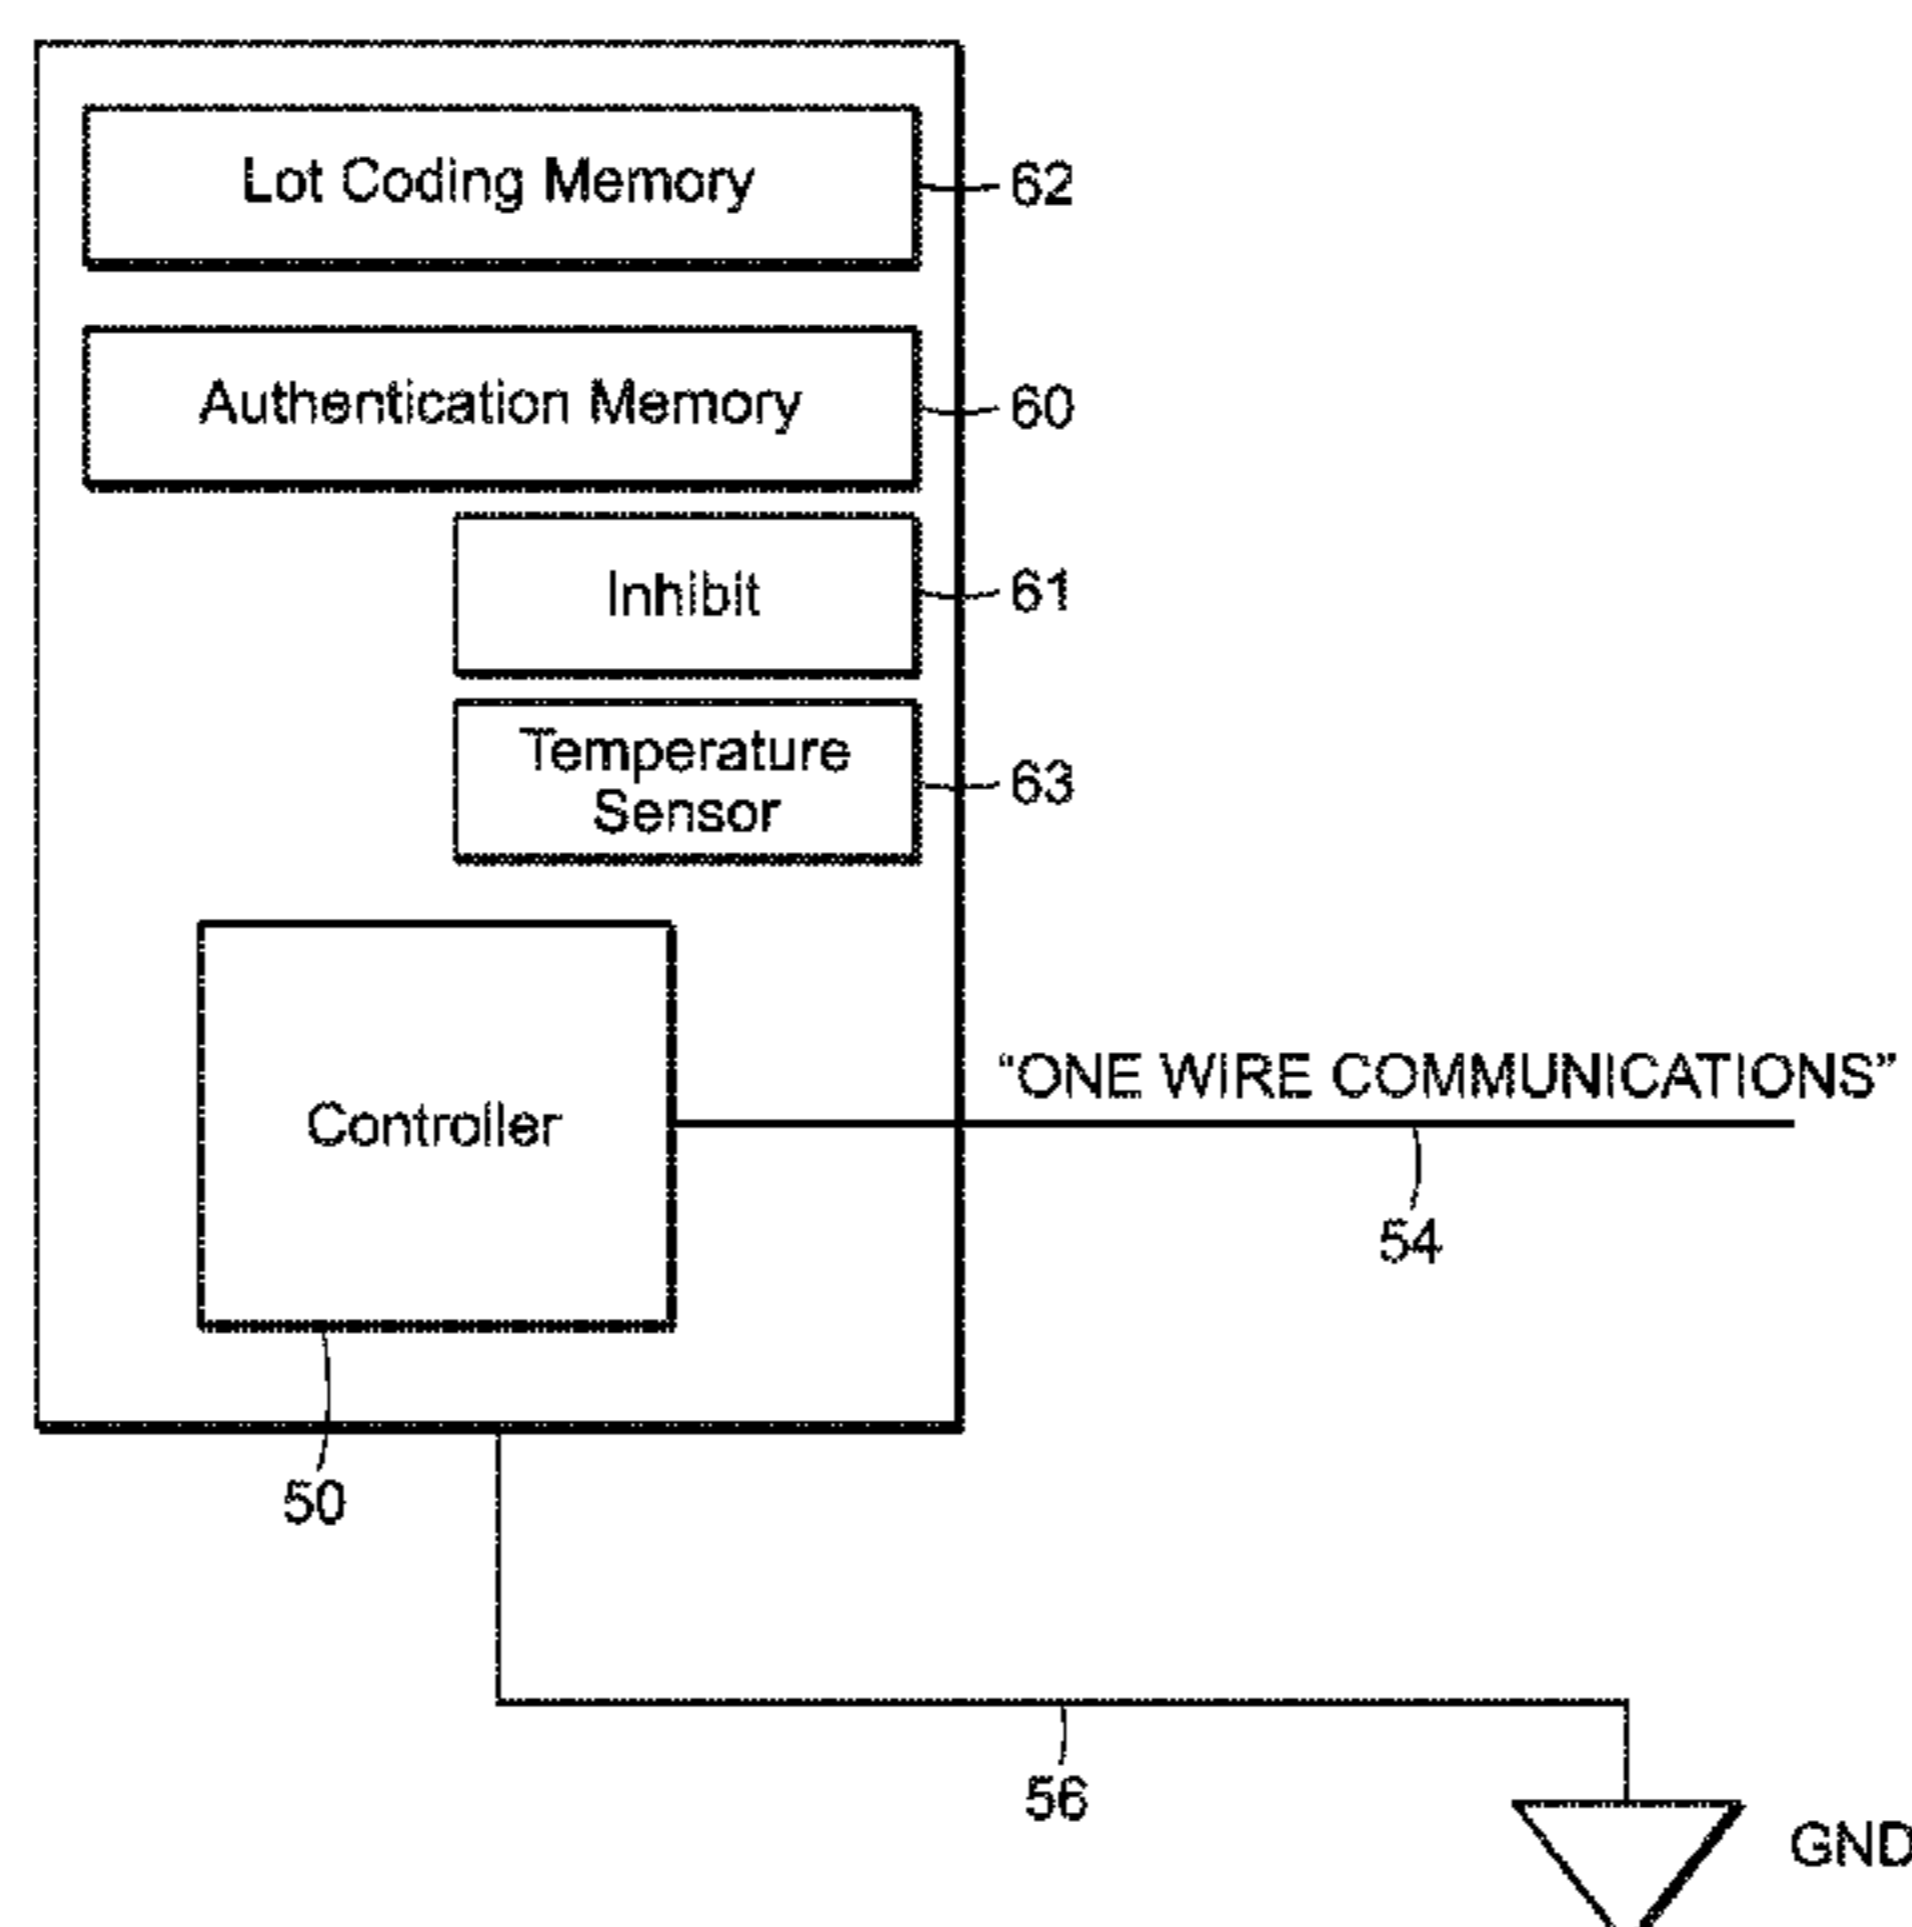 Lot Coding Memory
62
Authentication Memory
60
Inhibit
61
Temperature
Sensor
63
“ONE WIRE COMMUNICATIONS”
Controller
54
50
56
GND